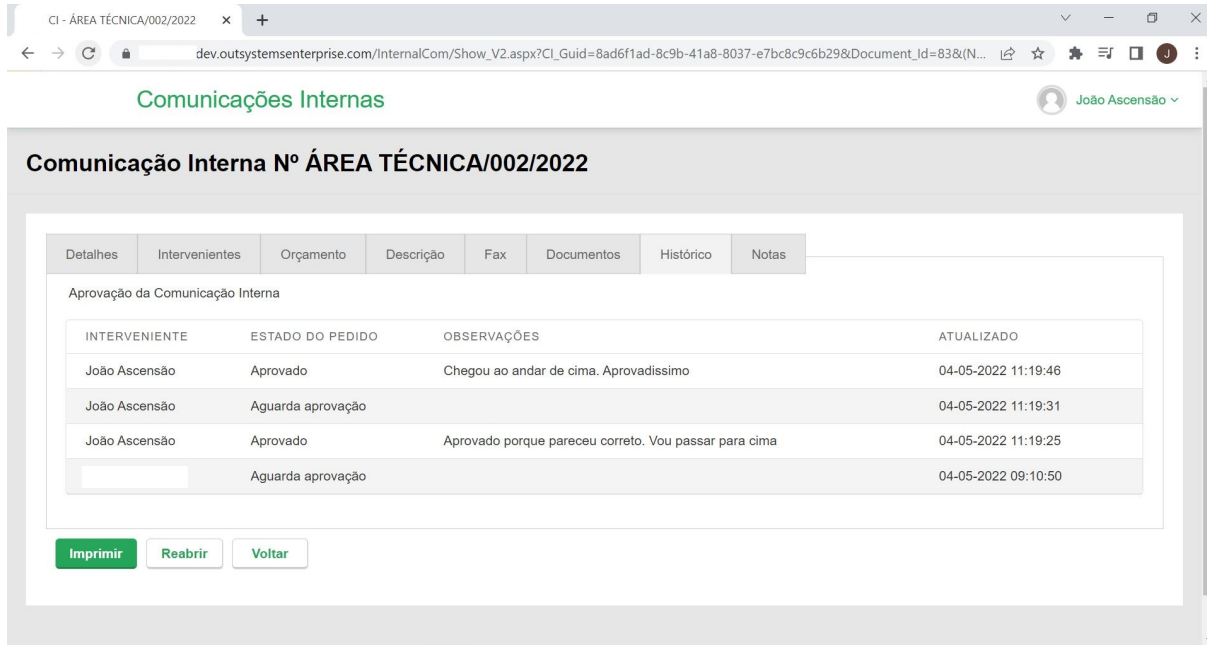 CI - ÁREA TÉCNICA/002/2022
dev.outsystemsenterprise.com/InternalCom/Show_V2.aspx?CI_Guid=8ad6f1ad-8c9b-41a8-8037-e7bc8c9c6b29&Document_Id=83&(N...
J
Comunicações Internas
João Ascensão
Comunicação Interna Nº ÁREA TÉCNICA/002/2022
Detalhes Intervenientes Orçamento Descrição Fax Documentos Histórico Notas
Aprovação da Comunicação Interna
INTERVENIENTE ESTADO DO PEDIDO OBSERVAÇÕES ATUALIZADO
João Ascensão Aprovado Chegou ao andar de cima. Aprovadissimo 04-05-2022 11:19:46
João Ascensão Aguarda aprovação 04-05-2022 11:19:31
João Ascensão Aprovado Aprovado porque pareceu correto. Vou passar para cima 04-05-2022 11:19:25
Aguarda aprovação 04-05-2022 09:10:50
Imprimir Reabrir Voltar